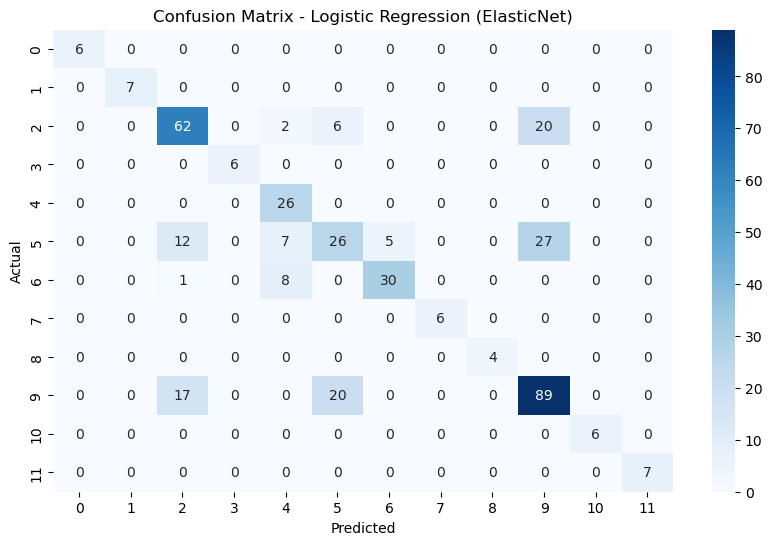 Confusion Matrix - Logistic Regression (ElasticNet)
0 6 0 0 0 0 0 0 0 0 0 0 0
1 0 7 0 0 0 0 0 0 0 0 0 0
2 0 0 62 0 2 6 0 0 0 20 0 0
3 0 0 0 6 0 0 0 0 0 0 0 0
4 0 0 0 0 26 0 0 0 0 0 0 0
5 0 0 12 0 7 26 5 0 0 27 0 0
6 0 0 1 0 8 0 30 0 0 0 0 0
7 0 0 0 0 0 0 0 6 0 0 0 0
8 0 0 0 0 0 0 0 0 4 0 0 0
9 0 0 17 0 0 20 0 0 0 89 0 0
10 0 0 0 0 0 0 0 0 0 0 6 0
11 0 0 0 0 0 0 0 0 0 0 0 7
0 1 2 3 4 5 6 7 8 9 10 11
Predicted
Actual
80
70
60
50
40
30
20
10
0